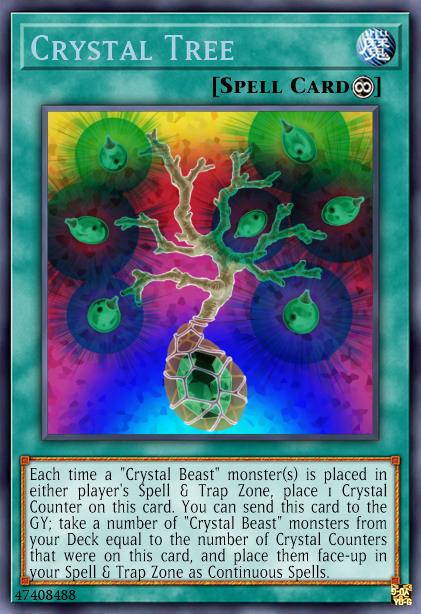 Crystal Tree
[Spell Card]
Each time a "Crystal Beast" monster(s) is placed in
either player's Spell & Trap Zone, place 1 Crystal
Counter on this card. You can send this card to the
GY; take a number of "Crystal Beast" monsters from
your Deck equal to the number of Crystal Counters
that were on this card, and place them face-up in
your Spell & Trap Zone as Continuous Spells.
47408488